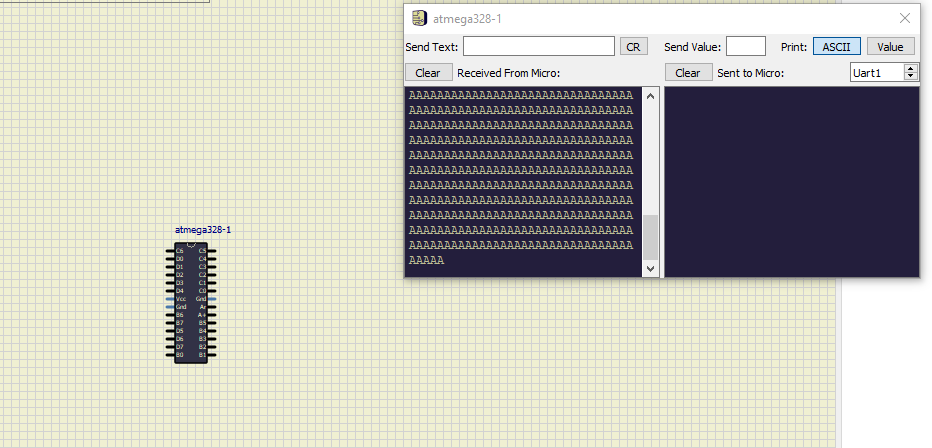 atmega328-1
Send Text: CR Send Value: Print: ASCII Value
Clear Received From Micro: Clear Sent to Micro: Uart1
AAAAAAAAAAAAAAAAAAAAAAAAAAAAAAAA
AAAAAAAAAAAAAAAAAAAAAAAAAAAAAAAA
AAAAAAAAAAAAAAAAAAAAAAAAAAAAAAAA
AAAAAAAAAAAAAAAAAAAAAAAAAAAAAAAA
AAAAAAAAAAAAAAAAAAAAAAAAAAAAAAAA
AAAAAAAAAAAAAAAAAAAAAAAAAAAAAAAA
AAAAAAAAAAAAAAAAAAAAAAAAAAAAAAAA
AAAAAAAAAAAAAAAAAAAAAAAAAAAAAAAA
AAAAAAAAAAAAAAAAAAAAAAAAAAAAAAAA
AAAAAAAAAAAAAAAAAAAAAAAAAAAAAAAA
AAAAAAAAAAAAAAAAAAAAAAAAAAAAAAAA
AAAAA
atmega328-1
C6 C5
D0 C4
D1 C3
D2 C2
D3 C1
D4 C0
Vcc Gnd
Gnd Ar
B6 A+
B7 B5
D5 B4
D6 B3
D7 B2
B0 B1